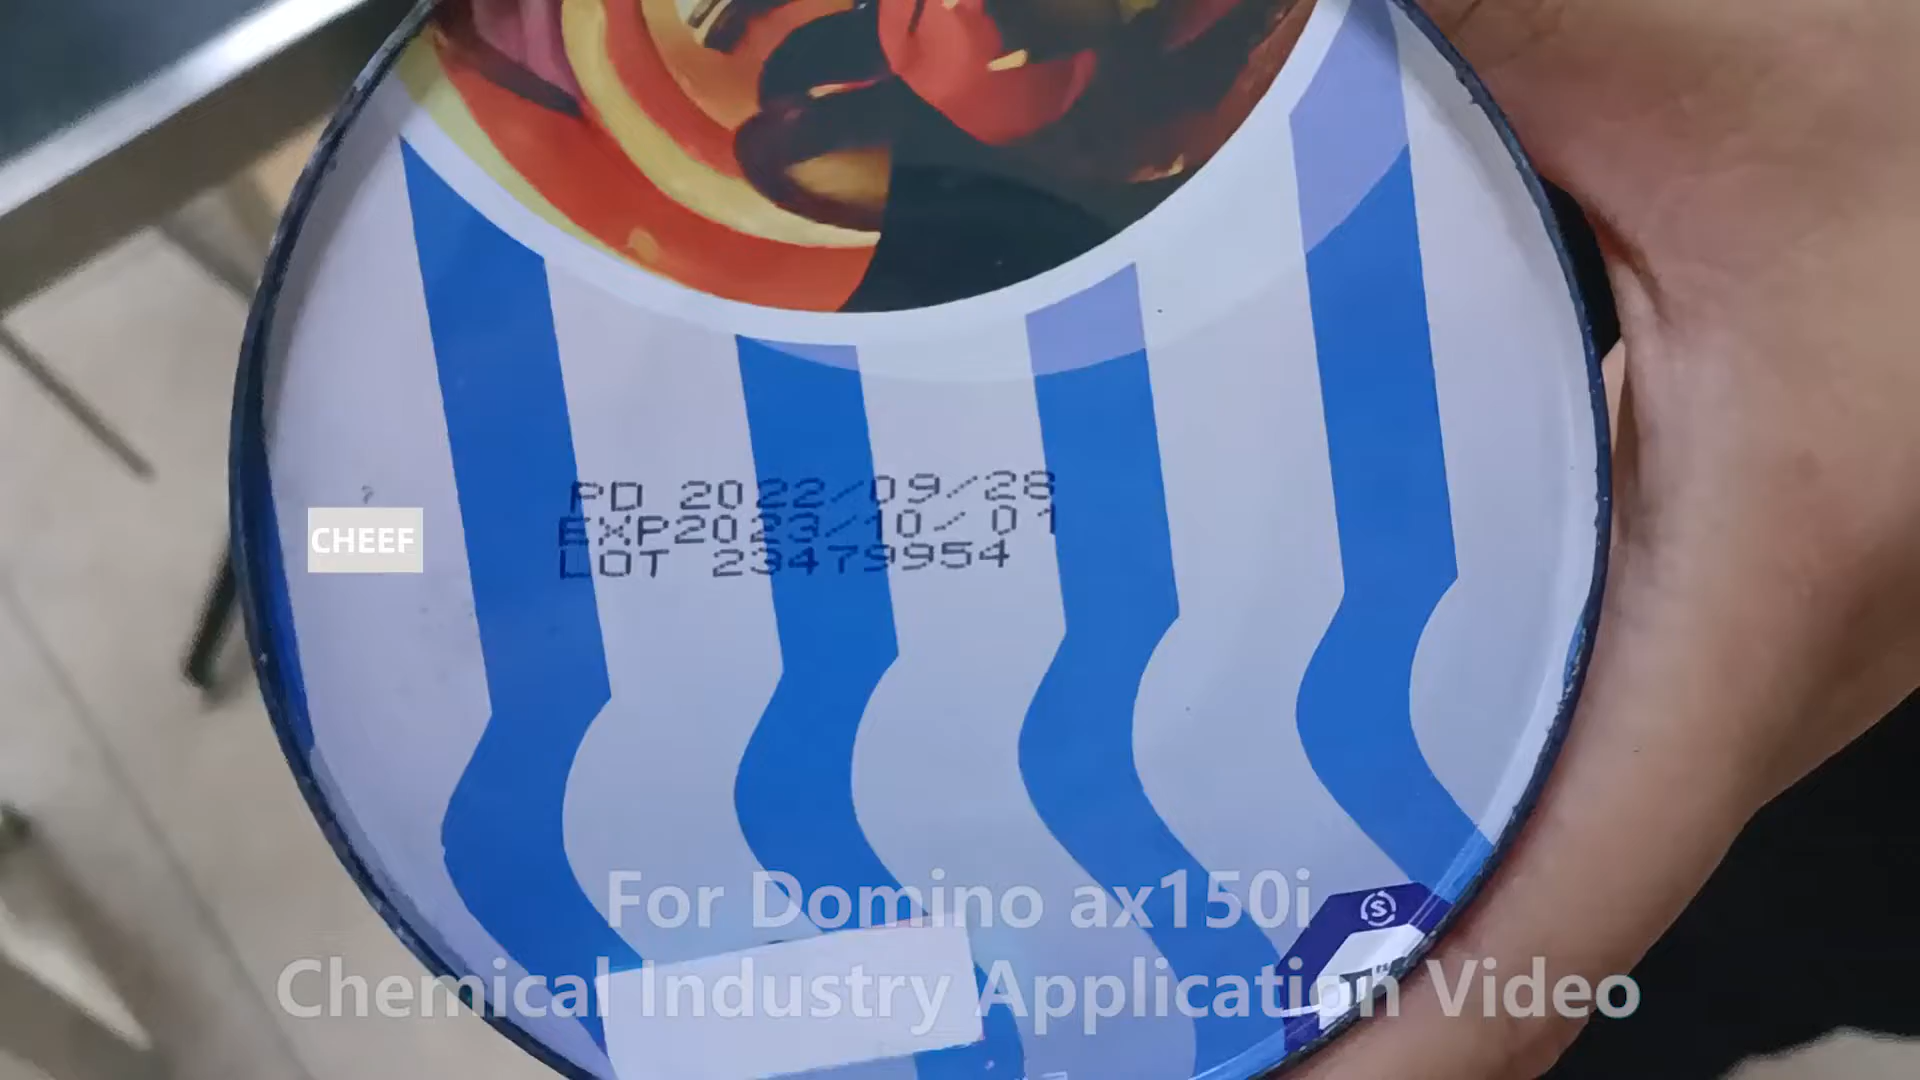 PD 2022/09/28
EXP2023/10/01
LOT 23479954
CHEEF
For Domino ax150i
Chemical Industry Application Video